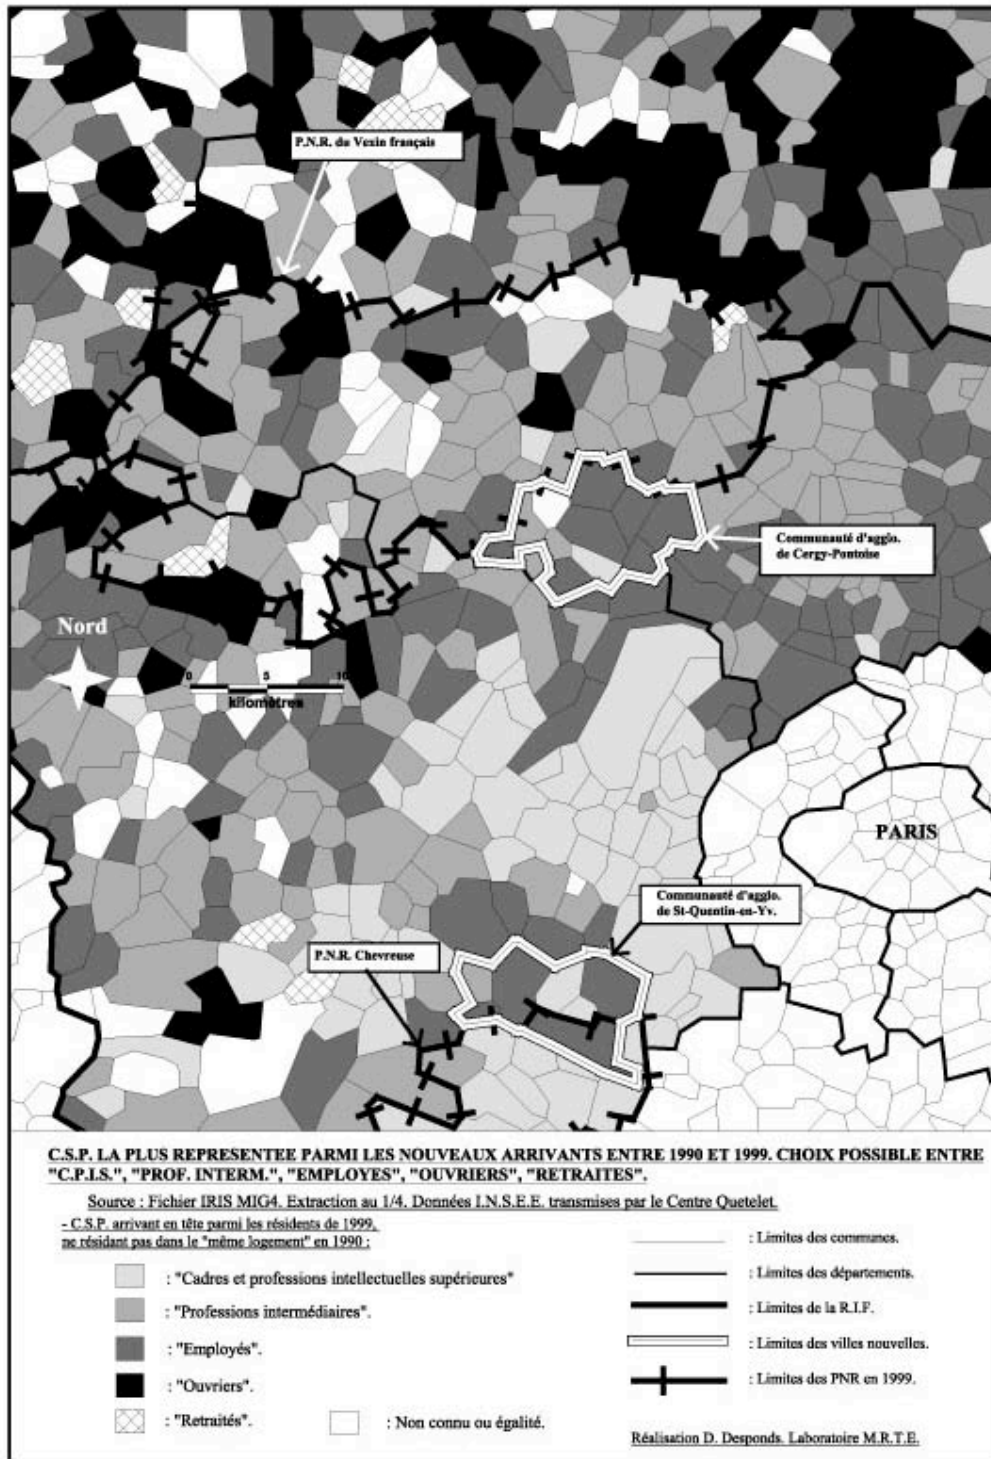 P.N.R. du Vexin français
Communauté d'agglo.
de Cergy-Pontoise
Nord
0 5 10
kilomètres
PARIS
Communauté d'agglo.
de St-Quentin-en-Yv.
P.N.R. Chevreuse
C.S.P. LA PLUS REPRESENTEE PARMI LES NOUVEAUX ARRIVANTS ENTRE 1990 ET 1999. CHOIX POSSIBLE ENTRE
"C.P.I.S.", "PROF. INTERM.", "EMPLOYES", "OUVRIERS", "RETRAITES".
Source : Fichier IRIS MIG4. Extraction au 1/4. Données I.N.S.E.E. transmises par le Centre Quetelet.
- C.S.P. arrivant en tête parmi les résidents de 1999,
ne résidant pas dans le "même logement" en 1990 :
: "Cadres et professions intellectuelles supérieures"
: "Professions intermédiaires".
: "Employés".
: "Ouvriers".
: "Retraités".
: Non connu ou égalité.
: Limites des communes.
: Limites des départements.
: Limites de la R.I.F.
: Limites des villes nouvelles.
: Limites des PNR en 1999.
Réalisation D. Desponds. Laboratoire M.R.T.E.